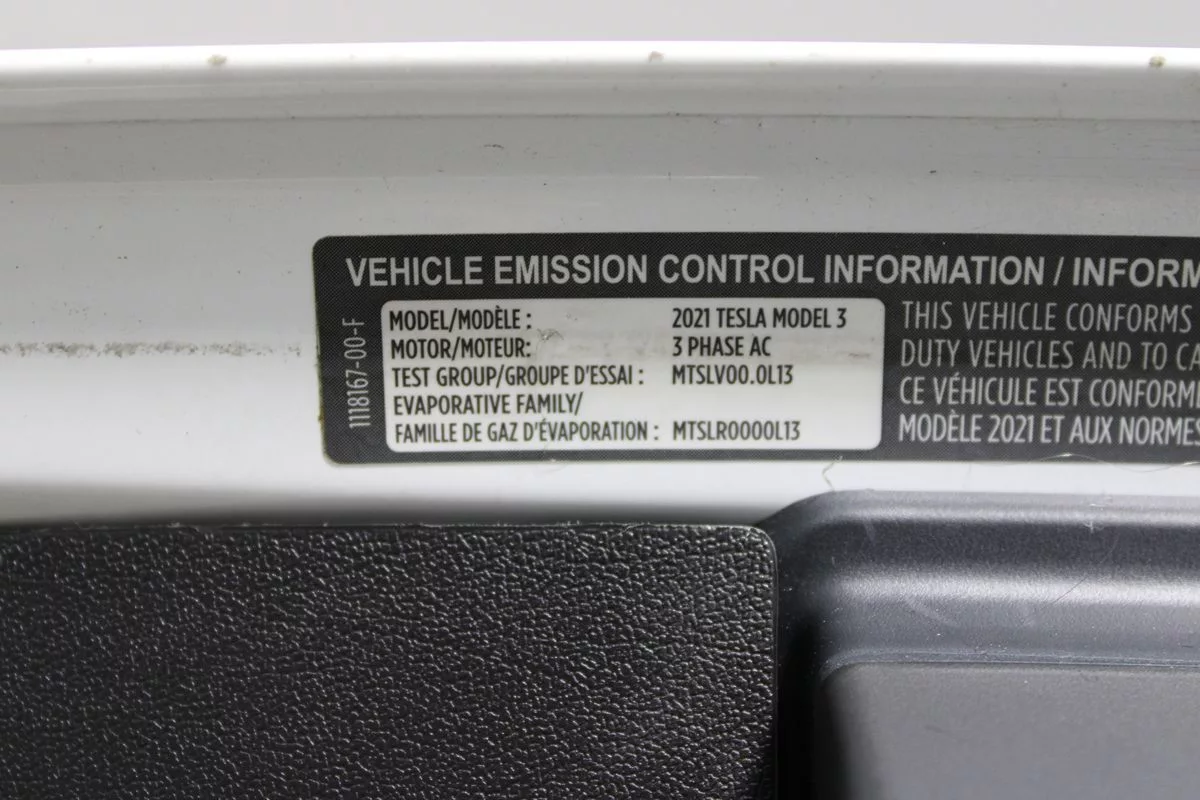 VEHICLE EMISSION CONTROL INFORMATION / INFORM
1118167-00-F
MODEL/MODÈLE : 2021 TESLA MODEL 3
MOTOR/MOTEUR: 3 PHASE AC
TEST GROUP/GROUPE D'ESSAI : MTSLV00.0L13
EVAPORATIVE FAMILY/
FAMILLE DE GAZ D'ÉVAPORATION : MTSLR0000L13
THIS VEHICLE CONFORMS
DUTY VEHICLES AND TO CA
CE VÉHICULE EST CONFORME
MODÈLE 2021 ET AUX NORMES